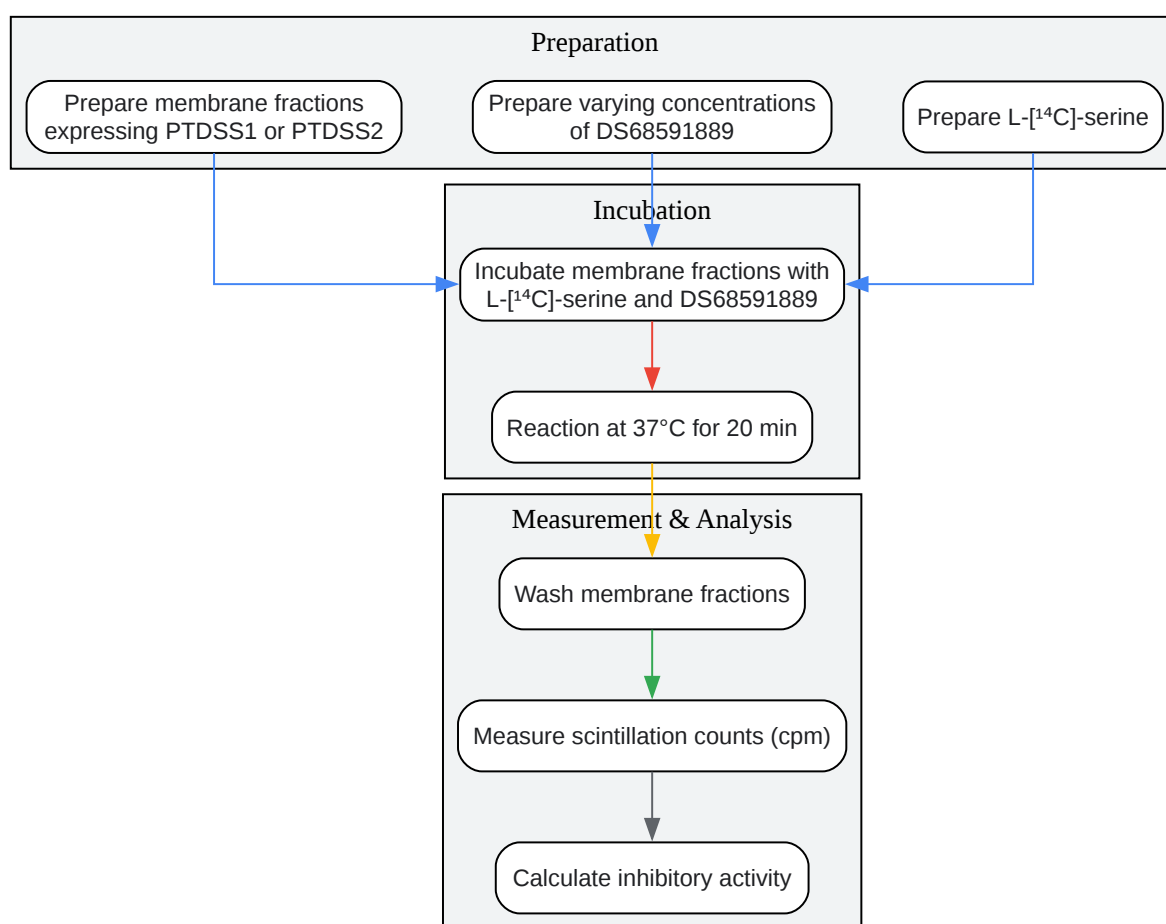 Preparation
Prepare membrane fractions
expressing PTDSS1 or PTDSS2
Prepare varying concentrations
of DS68591889
Prepare L-[¹⁴C]-serine
Incubation
Incubate membrane fractions with
L-[¹⁴C]-serine and DS68591889
Reaction at 37°C for 20 min
Measurement & Analysis
Wash membrane fractions
Measure scintillation counts (cpm)
Calculate inhibitory activity